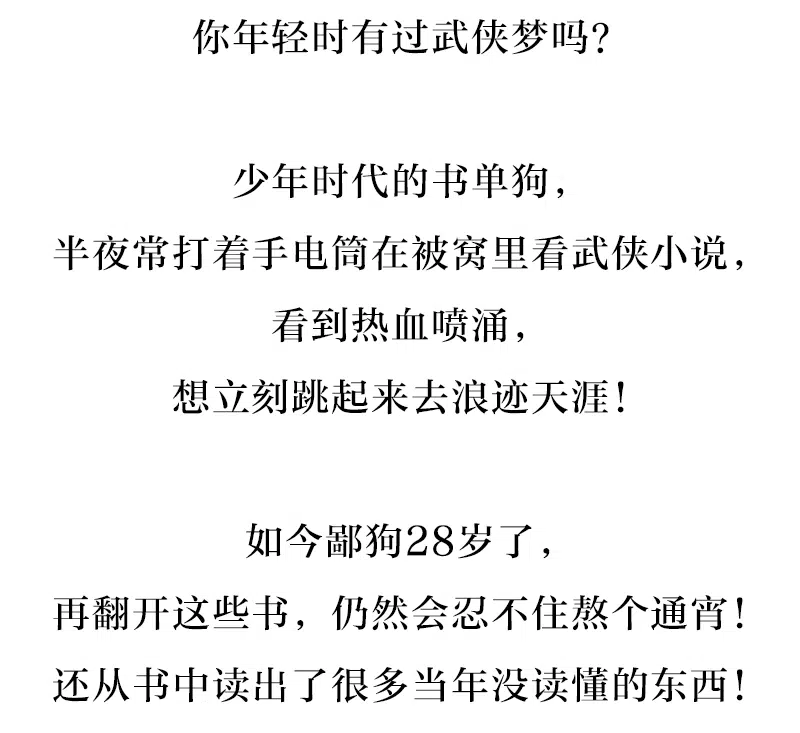 你年轻时有过武侠梦吗?
少年时代的书单狗，
半夜常打着手电筒在被窝里看武侠小说，
看到热血喷涌，
想立刻跳起来去浪迹天涯！
如今鄙狗28岁了，
再翻开这些书，仍然会忍不住熬个通宵！
还从书中读出了很多当年没读懂的东西！